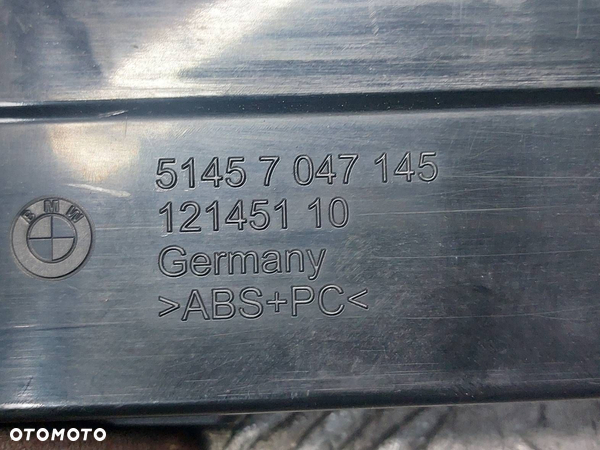 5145 7 047 145
121451 10
BMW
Germany
>ABS+PC<
OTOMOTO